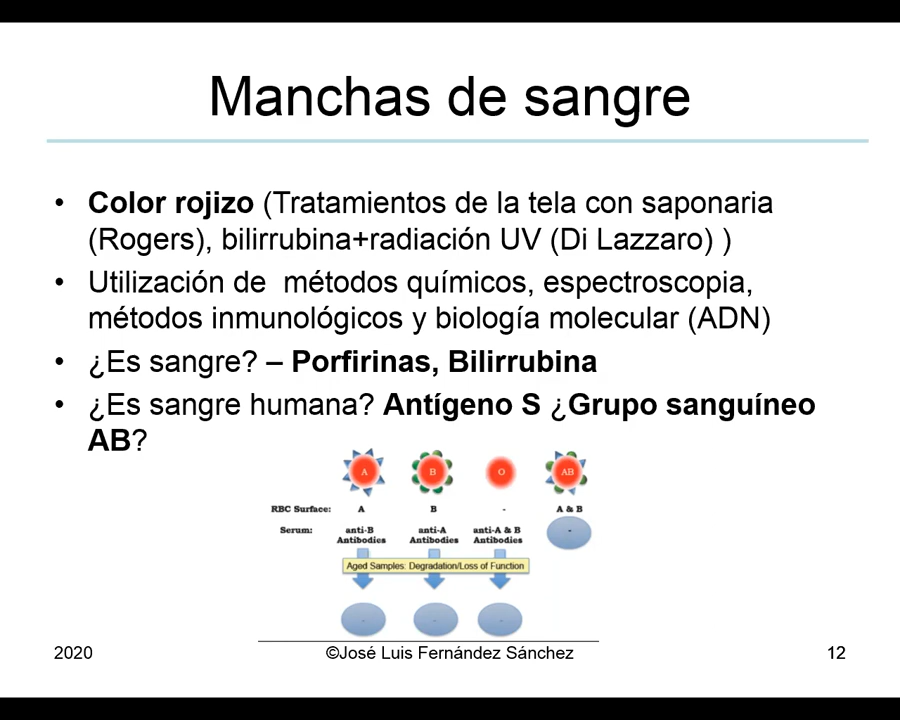 Manchas de sangre
• Color rojizo (Tratamientos de la tela con saponaria
(Rogers), bilirrubina+radiación UV (Di Lazzaro) )
• Utilización de  métodos químicos, espectroscopia,
métodos inmunológicos y biología molecular (ADN)
• ¿Es sangre? – Porfirinas, Bilirrubina
• ¿Es sangre humana? Antígeno S ¿Grupo sanguíneo
AB?
A B O AB
RBC Surface: A B - A & B
Serum: anti-B anti-A anti-A & B -
Antibodies Antibodies Antibodies
Aged Samples: Degradation/Loss of Function
- - -
2020 ©José Luis Fernández Sánchez 12